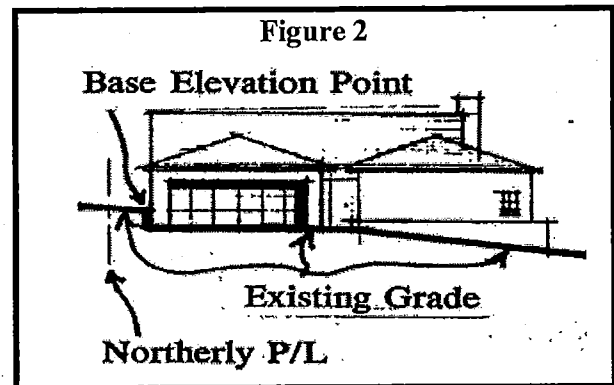 Figure 2
Base Elevation Point
Existing Grade
Northerly P/L